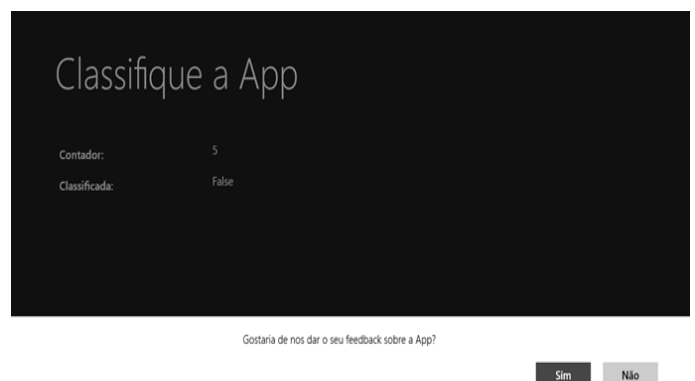 Classifique a App
Contador: 5
Classificada: False
Gostaria de nos dar o seu feedback sobre a App?
Sim Não